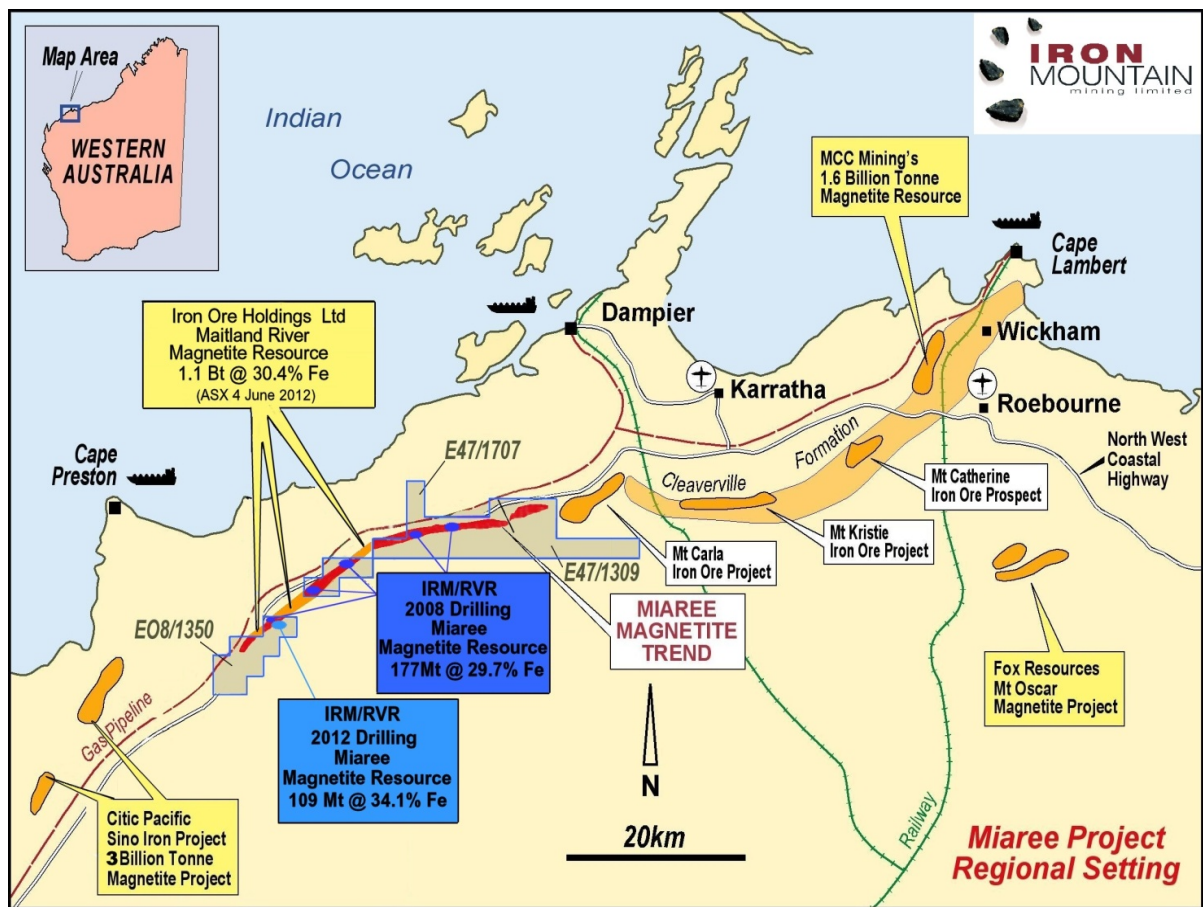 Map Area
WESTERN
AUSTRALIA
Indian
Ocean
IRON
MOUNTAIN
mining limited
MCC Mining's
1.6 Billion Tonne
Magnetite Resource
Cape
Lambert
Iron Ore Holdings Ltd
Maitland River
Magnetite Resource
1.1 Bt @ 30.4% Fe
(ASX 4 June 2012)
Dampier
Wickham
Karratha
Roebourne
Cape
Preston
E47/1707
Cleaverville
Formation
North West
Coastal
Highway
Mt Catherine
Iron Ore Prospect
Mt Kristie
Iron Ore Project
Mt Carla
Iron Ore Project
E47/1309
IRM/RVR
2008 Drilling
Miaree
Magnetite Resource
177Mt @ 29.7% Fe
MIAREE
MAGNETITE
TREND
EO8/1350
Fox Resources
Mt Oscar
Magnetite Project
Gas Pipeline
IRM/RVR
2012 Drilling
Miaree
Magnetite Resource
109 Mt @ 34.1% Fe
N
20km
Railway
Citic Pacific
Sino Iron Project
3Billion Tonne
Magnetite Project
Miaree Project
Regional Setting